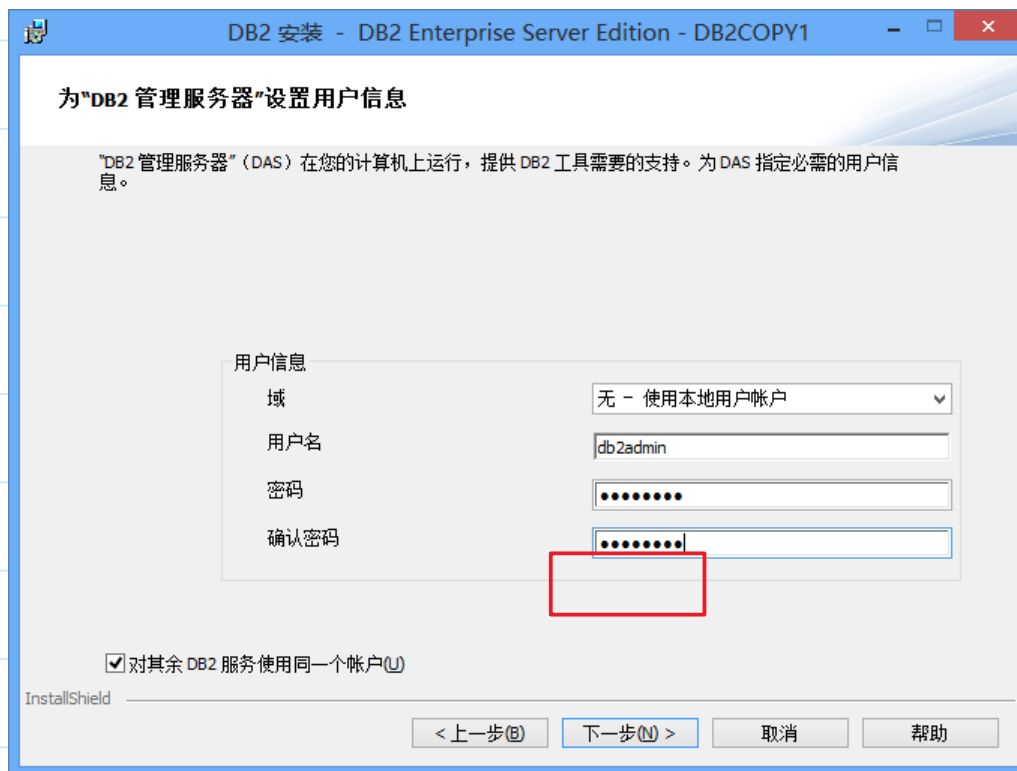 DB2 安装 - DB2 Enterprise Server Edition - DB2COPY1
为"DB2 管理服务器"设置用户信息
"DB2 管理服务器"（DAS）在您的计算机上运行，提供 DB2 工具需要的支持。为 DAS 指定必需的用户信
息。
用户信息
域
无 - 使用本地用户帐户
用户名
db2admin
密码
●●●●●●●●
确认密码
●●●●●●●●
对其余 DB2 服务使用同一个帐户(U)
InstallShield
< 上一步(B)
下一步(N) >
取消
帮助